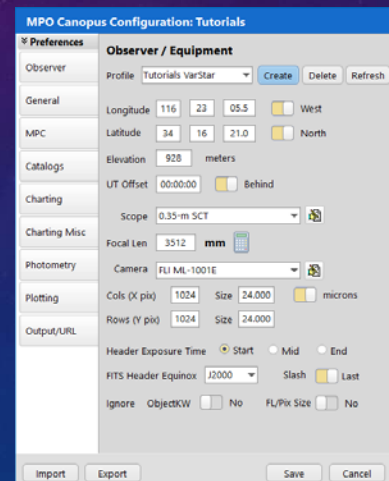 MPO Canopus Configuration: Tutorials
Preferences
Observer
General
MPC
Catalogs
Charting
Charting Misc
Photometry
Plotting
Output/URL
Observer / Equipment
Profile Tutorials VarStar Create Delete Refresh
Longitude 116 23 05.5 West
Latitude 34 16 21.0 North
Elevation 928 meters
UT Offset 00:00:00 Behind
Scope 0.35-m SCT
Focal Len 3512 mm
Camera FLI ML-1001E
Cols (X pix) 1024 Size 24.000 microns
Rows (Y pix) 1024 Size 24.000
Header Exposure Time Start Mid End
FITS Header Equinox J2000 Slash Last
Ignore ObjectKW No FL/Pix Size No
Import Export Save Cancel